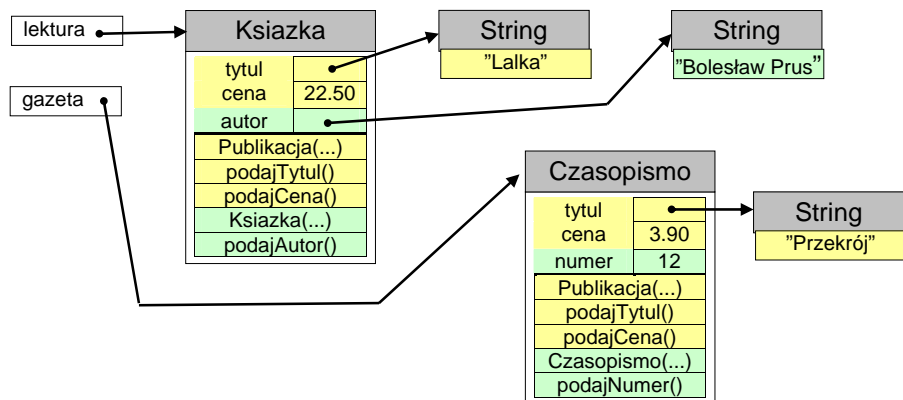 lektura
Ksiazka
tytul
cena 22.50
autor
Publikacja(...)
podajTytul()
podajCena()
Ksiazka(...)
podajAutor()
String
”Lalka”
String
”Bolesław Prus”
gazeta
Czasopismo
tytul
cena 3.90
numer 12
Publikacja(...)
podajTytul()
podajCena()
Czasopismo(...)
podajNumer()
String
”Przekrój”